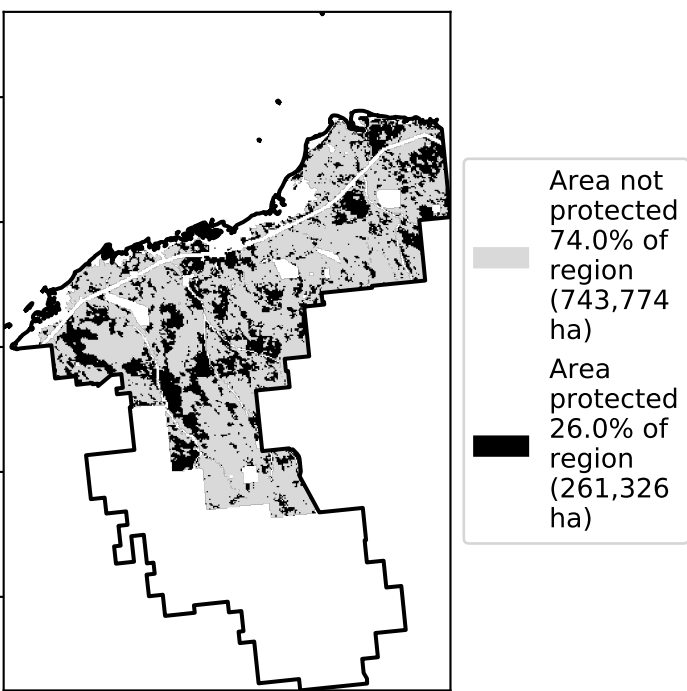 Area not
protected
74.0% of
region
(743,774
ha)
Area
protected
26.0% of
region
(261,326
ha)